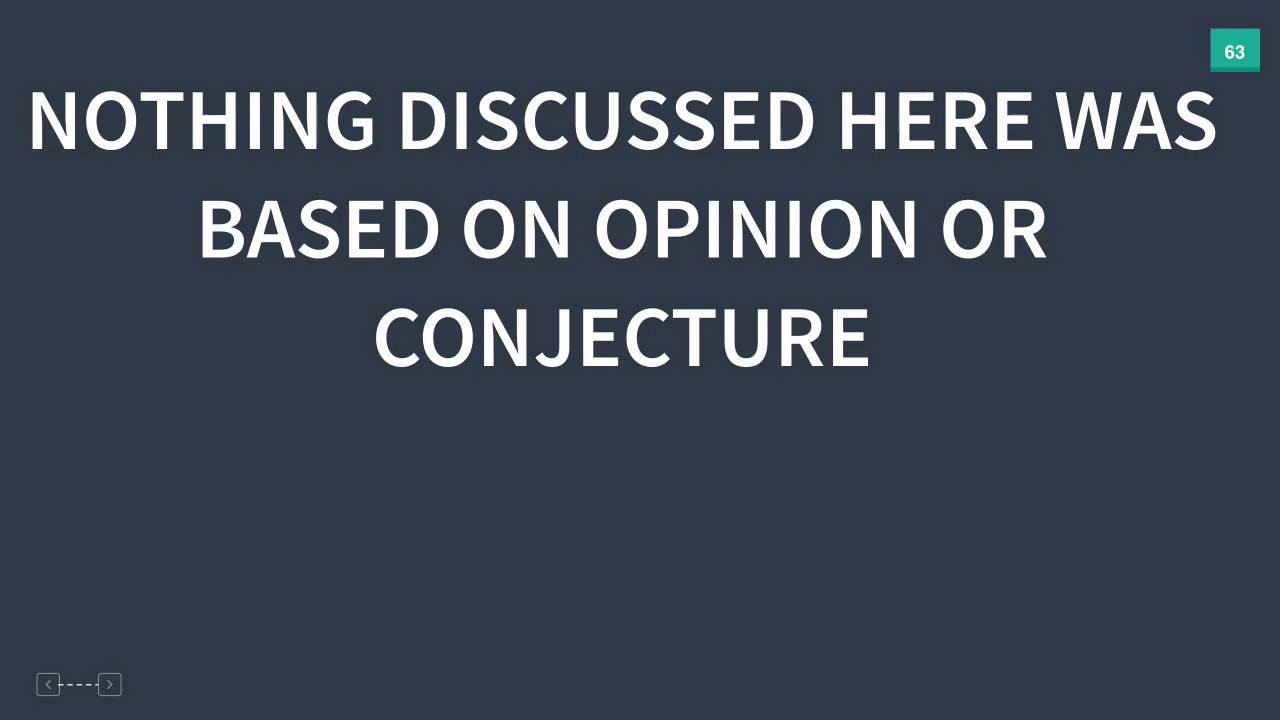 63
NOTHING DISCUSSED HERE WAS
BASED ON OPINION OR
CONJECTURE